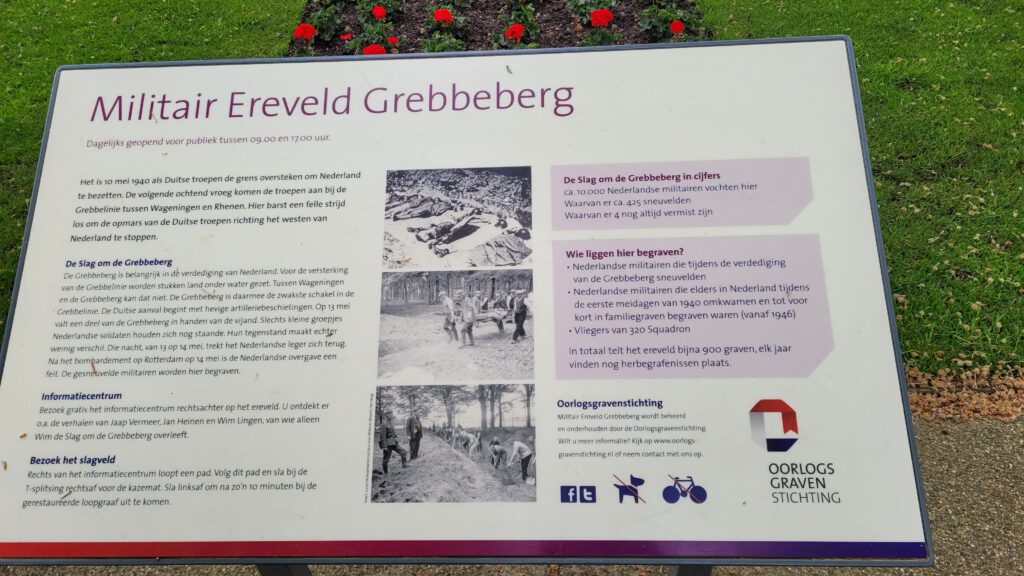 Militair Ereveld Grebbeberg
Dagelijks geopend voor publiek tussen 09.00 en 17.00 uur.
Het is 10 mei 1940 als Duitse troepen de grens oversteken om Nederland
te bezetten. De volgende ochtend vroeg komen de troepen aan bij de
Grebbelinie tussen Wageningen en Rhenen. Hier barst een felle strijd
los om de opmars van de Duitse troepen richting het westen van
Nederland te stoppen.
De Slag om de Grebbeberg
De Grebbeberg is belangrijk in de verdediging van Nederland. Voor de versterking
van de Grebbelinie worden stukken land onder water gezet. Tussen Wageningen
en de Grebbeberg kan dat niet. De Grebbeberg is daarmee de zwakste schakel in de
Grebbelinie. De Duitse aanval begint met hevige artilleriebeschietingen. Op 13 mei
valt een deel van de Grebbeberg in handen van de vijand. Slechts kleine groepjes
Nederlandse soldaten houden zich nog staande. Hun tegenstand maakt echter
weinig verschil. Die nacht, van 13 op 14 mei, trekt het Nederlandse leger zich terug.
Na het bombardement op Rotterdam op 14 mei is de Nederlandse overgave een
feit. De gesneuvelde militairen worden hier begraven.
Informatiecentrum
Bezoek gratis het informatiecentrum rechtsachter op het ereveld. U ontdekt er
o.a. de verhalen van Jaap Vermeer, Jan Heinen en Wim Lingen, van wie alleen
Wim de Slag om de Grebbeberg overleeft.
Bezoek het slagveld
Rechts van het informatiecentrum loopt een pad. Volg dit pad en sla bij de
T-splitsing rechtsaf voor de kazemat. Sla linksaf om na zo'n 10 minuten bij de
gerestaureerde loopgraaf uit te komen.
De Slag om de Grebbeberg in cijfers
ca. 10.000 Nederlandse militairen vochten hier
Waarvan er ca. 425 sneuvelden
Waarvan er 4 nog altijd vermist zijn
Wie liggen hier begraven?
• Nederlandse militairen die tijdens de verdediging
van de Grebbeberg sneuvelden
• Nederlandse militairen die elders in Nederland tijdens
de eerste meidagen van 1940 omkwamen en tot voor
kort in familiegraven begraven waren (vanaf 1946)
• Vliegers van 320 Squadron
In totaal telt het ereveld bijna 900 graven, elk jaar
vinden nog herbegrafenissen plaats.
Oorlogsgravenstichting
Militair Ereveld Grebbeberg wordt beheerd
en onderhouden door de Oorlogsgravenstichting.
Wilt u meer informatie? Kijk op www.oorlogs-
gravenstichting.nl of neem contact met ons op.
OORLOGS
GRAVEN
STICHTING